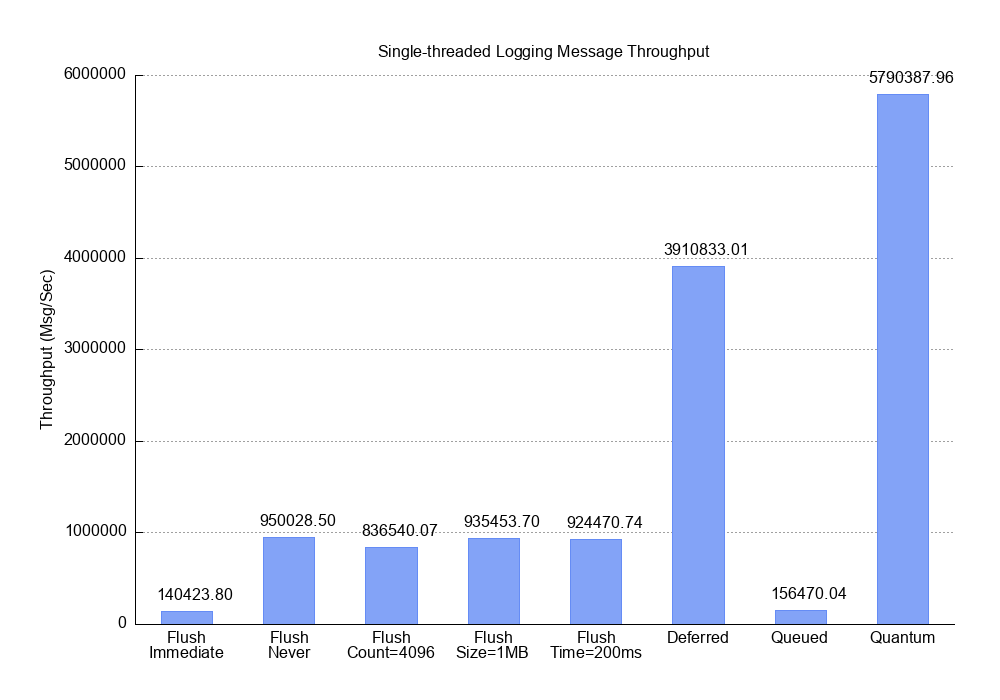 Single-threaded Logging Message Throughput
6000000
5000000
4000000
3000000
2000000
1000000
0
Throughput (Msg/Sec)
140423.80
950028.50
836540.07
935453.70
924470.74
3910833.01
156470.04
5790387.96
Flush
Immediate
Flush
Never
Flush
Count=4096
Flush
Size=1MB
Flush
Time=200ms
Deferred
Queued
Quantum